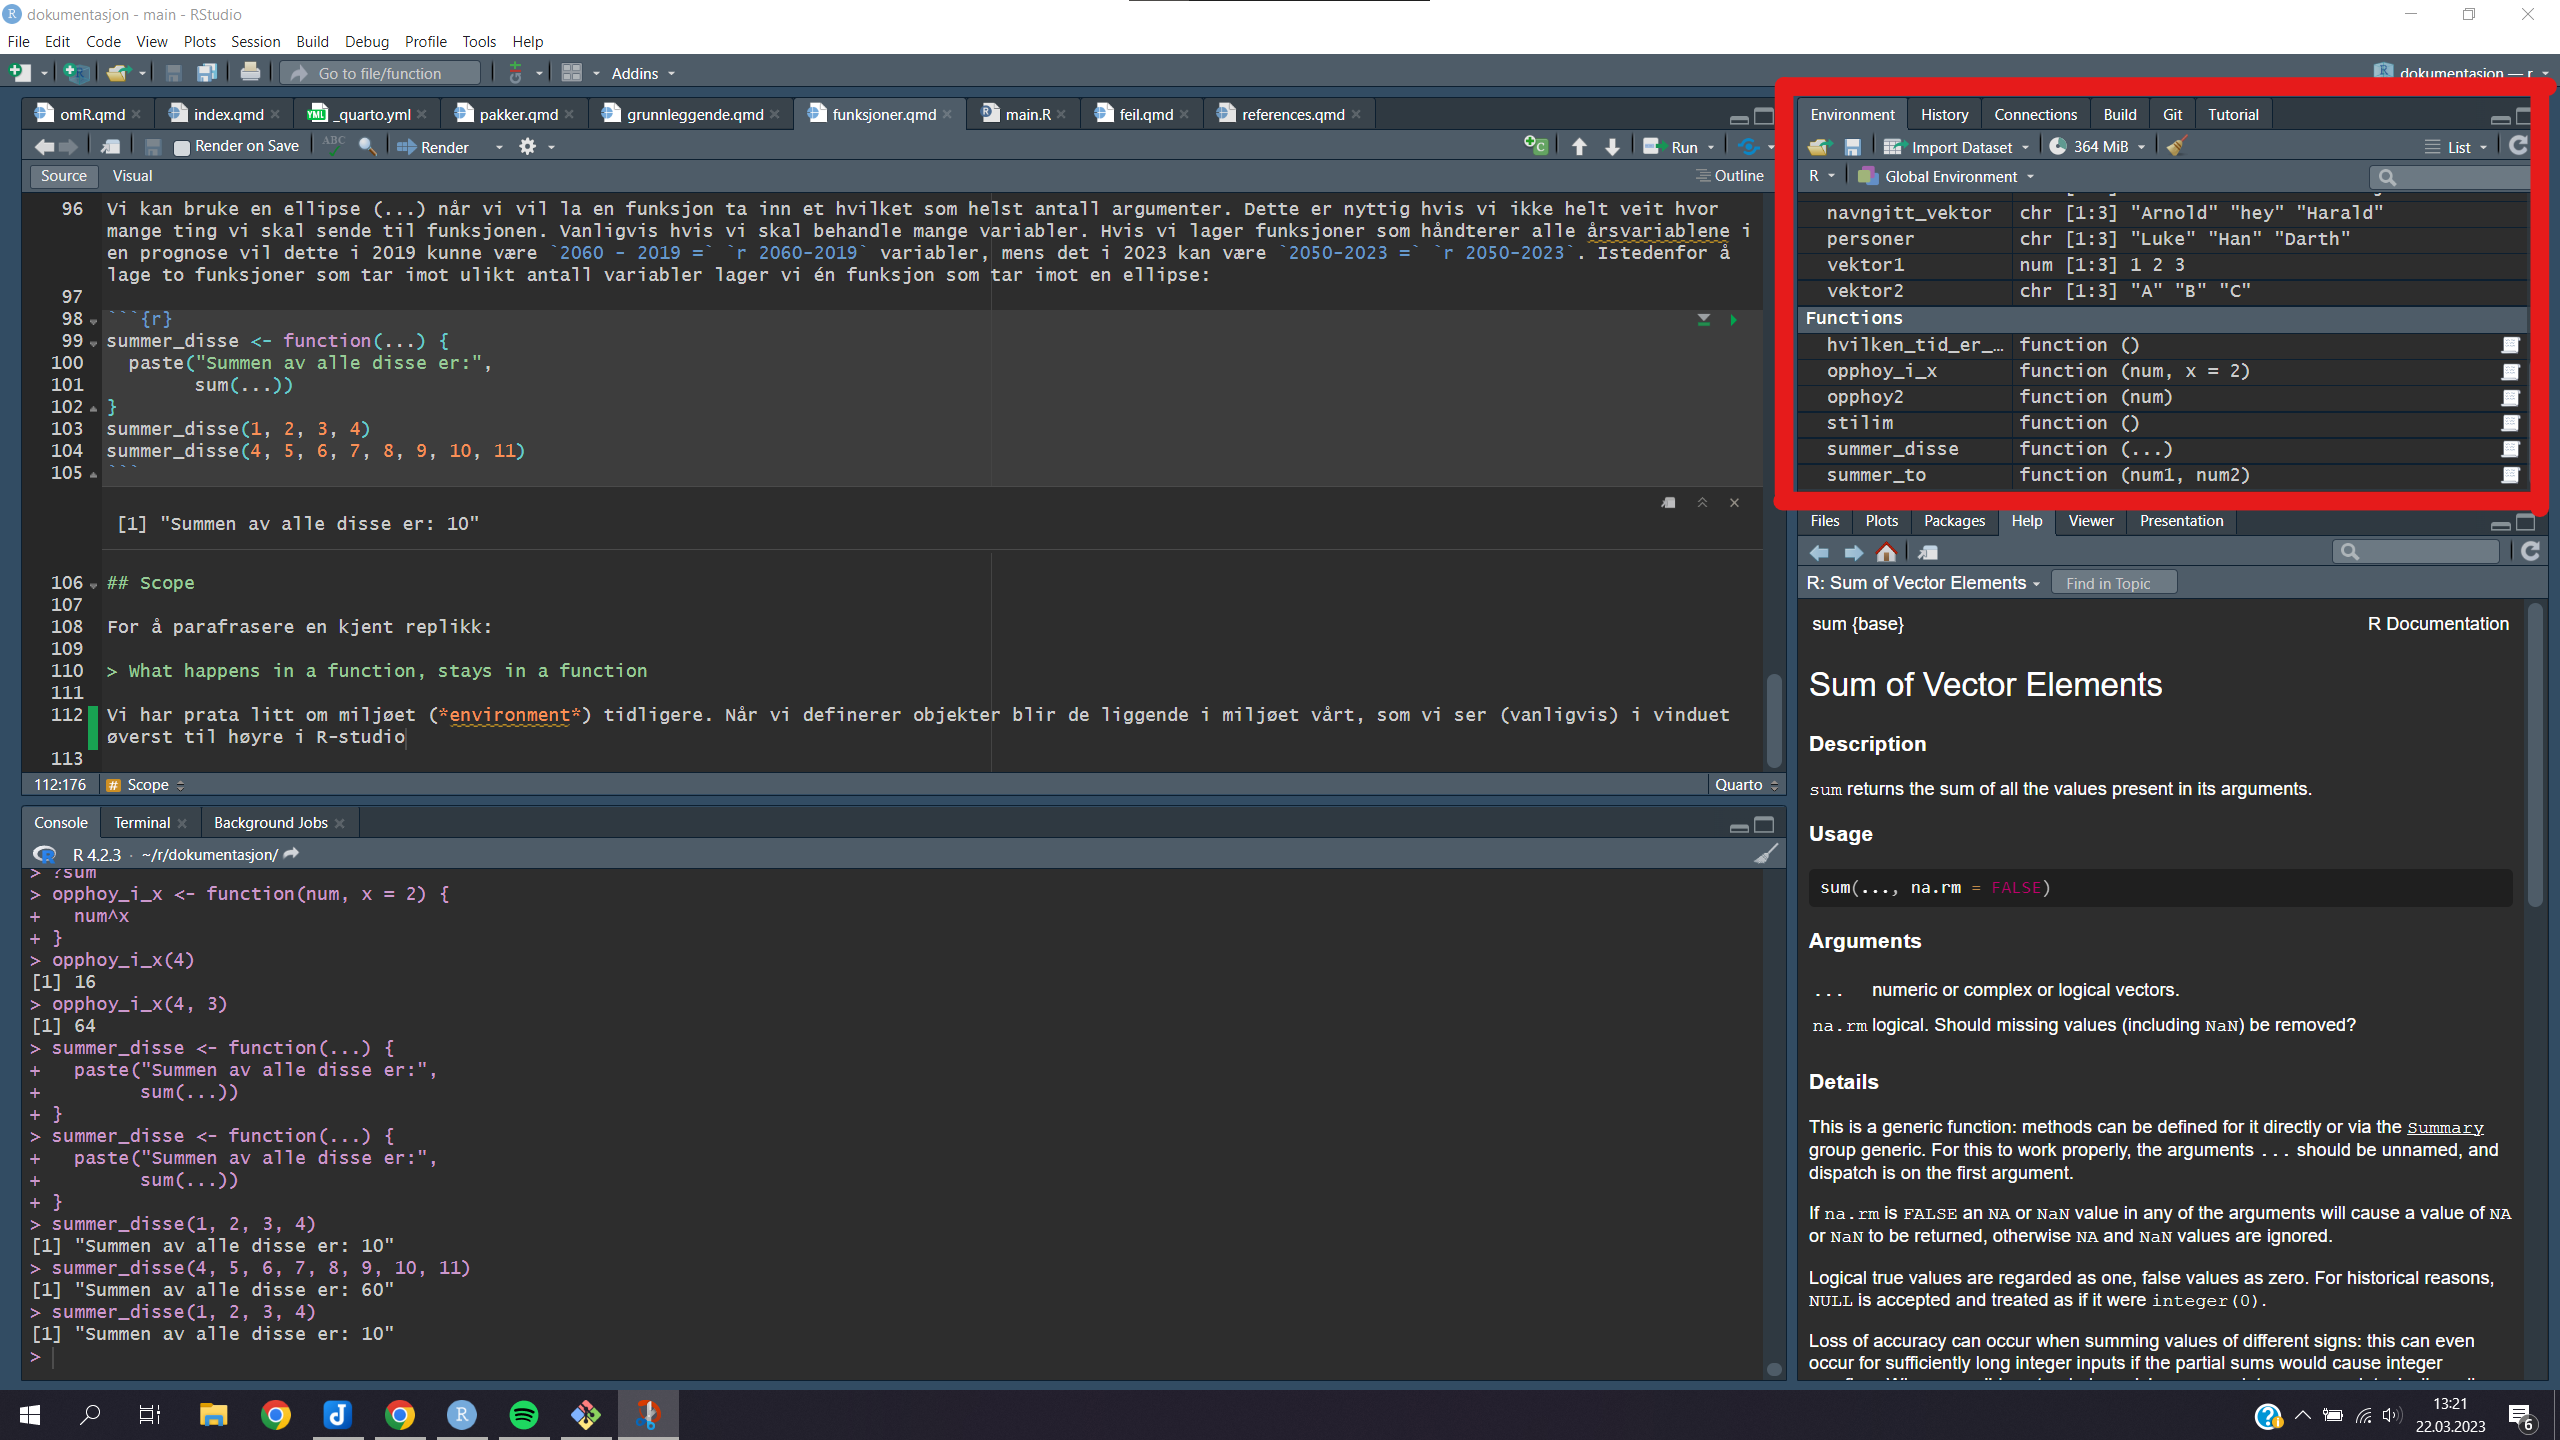 dokumentasjon - main - RStudio
File Edit Code View Plots Session Build Debug Profile Tools Help
Go to file/function Addins dokumentasjon — r
omR.qmd index.qmd _quarto.yml pakker.qmd grunnleggende.qmd funksjoner.qmd main.R feil.qmd references.qmd
Render on Save ABC Render Run
Source Visual Outline
96 Vi kan bruke en ellipse (...) når vi vil la en funksjon ta inn et hvilket som helst antall argumenter. Dette er nyttig hvis vi ikke helt veit hvor
mange ting vi skal sende til funksjonen. Vanligvis hvis vi skal behandle mange variabler. Hvis vi lager funksjoner som håndterer alle årsvariablene i
en prognose vil dette i 2019 kunne være `2060 - 2019 =` `r 2060-2019` variabler, mens det i 2023 kan være `2050-2023 =` `r 2050-2023`. Istedenfor å
lage to funksjoner som tar imot ulikt antall variabler lager vi én funksjon som tar imot en ellipse:
97
98 ```{r}
99 summer_disse <- function(...) {
100 paste("Summen av alle disse er:",
101 sum(...))
102 }
103 summer_disse(1, 2, 3, 4)
104 summer_disse(4, 5, 6, 7, 8, 9, 10, 11)
105 ```
[1] "Summen av alle disse er: 10"
106 ## Scope
107
108 For å parafrasere en kjent replikk:
109
110 > What happens in a function, stays in a function
111
112 Vi har prata litt om miljøet (*environment*) tidligere. Når vi definerer objekter blir de liggende i miljøet vårt, som vi ser (vanligvis) i vinduet
øverst til høyre i R-studio
113
112:176 # Scope Quarto
Console Terminal Background Jobs
R 4.2.3 · ~/r/dokumentasjon/
> ?sum
> opphoy_i_x <- function(num, x = 2) {
+ num^x
+ }
> opphoy_i_x(4)
[1] 16
> opphoy_i_x(4, 3)
[1] 64
> summer_disse <- function(...) {
+ paste("Summen av alle disse er:",
+ sum(...))
+ }
> summer_disse <- function(...) {
+ paste("Summen av alle disse er:",
+ sum(...))
+ }
> summer_disse(1, 2, 3, 4)
[1] "Summen av alle disse er: 10"
> summer_disse(4, 5, 6, 7, 8, 9, 10, 11)
[1] "Summen av alle disse er: 60"
> summer_disse(1, 2, 3, 4)
[1] "Summen av alle disse er: 10"
>
Environment History Connections Build Git Tutorial
Import Dataset 364 MiB List
R Global Environment
navngitt_vektor chr [1:3] "Arnold" "hey" "Harald"
personer chr [1:3] "Luke" "Han" "Darth"
vektor1 num [1:3] 1 2 3
vektor2 chr [1:3] "A" "B" "C"
Functions
hvilken_tid_er_... function ()
opphoy_i_x function (num, x = 2)
opphoy2 function (num)
stilim function ()
summer_disse function (...)
summer_to function (num1, num2)
Files Plots Packages Help Viewer Presentation
R: Sum of Vector Elements Find in Topic
sum {base} R Documentation
Sum of Vector Elements
Description
sum returns the sum of all the values present in its arguments.
Usage
sum(..., na.rm = FALSE)
Arguments
... numeric or complex or logical vectors.
na.rm logical. Should missing values (including NaN) be removed?
Details
This is a generic function: methods can be defined for it directly or via the Summary
group generic. For this to work properly, the arguments ... should be unnamed, and
dispatch is on the first argument.
If na.rm is FALSE an NA or NaN value in any of the arguments will cause a value of NA
or NaN to be returned, otherwise NA and NaN values are ignored.
Logical true values are regarded as one, false values as zero. For historical reasons,
NULL is accepted and treated as if it were integer(0).
Loss of accuracy can occur when summing values of different signs: this can even
occur for sufficiently long integer inputs if the partial sums would cause integer
13:21
22.03.2023
6